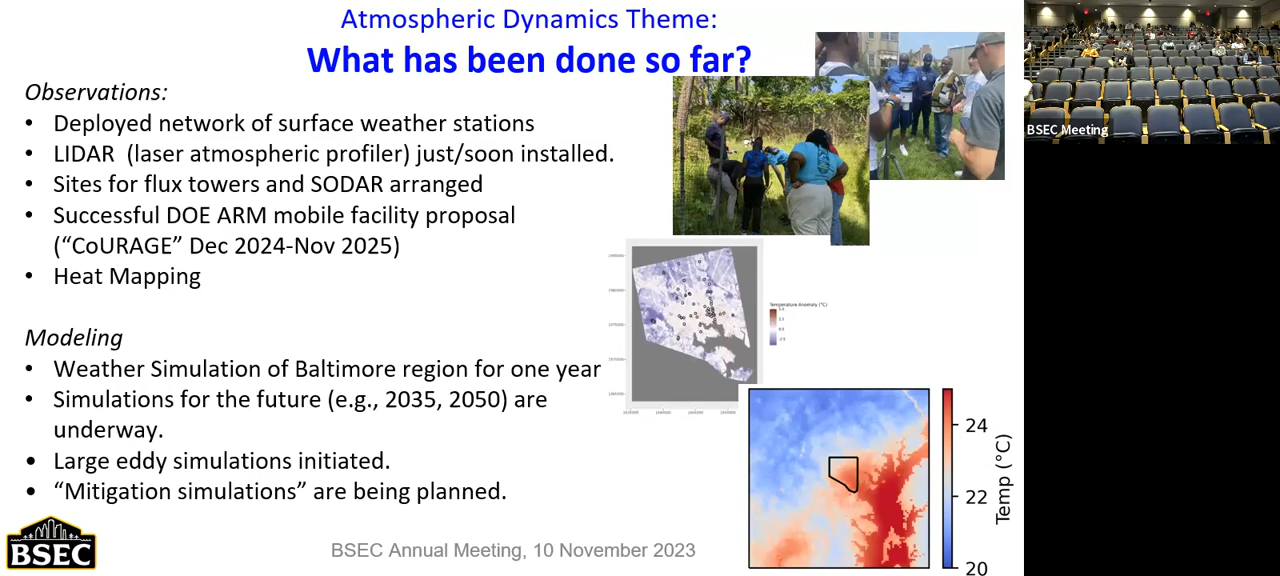 Atmospheric Dynamics Theme:
What has been done so far?
Observations:
• Deployed network of surface weather stations
• LIDAR (laser atmospheric profiler) just/soon installed.
• Sites for flux towers and SODAR arranged
• Successful DOE ARM mobile facility proposal
(“CoURAGE” Dec 2024-Nov 2025)
• Heat Mapping
Modeling
• Weather Simulation of Baltimore region for one year
• Simulations for the future (e.g., 2035, 2050) are
underway.
• Large eddy simulations initiated.
• “Mitigation simulations” are being planned.
Temperature Anomaly (°C)
24
22
20
Temp (°C)
BSEC
BSEC Annual Meeting, 10 November 2023
BSEC Meeting